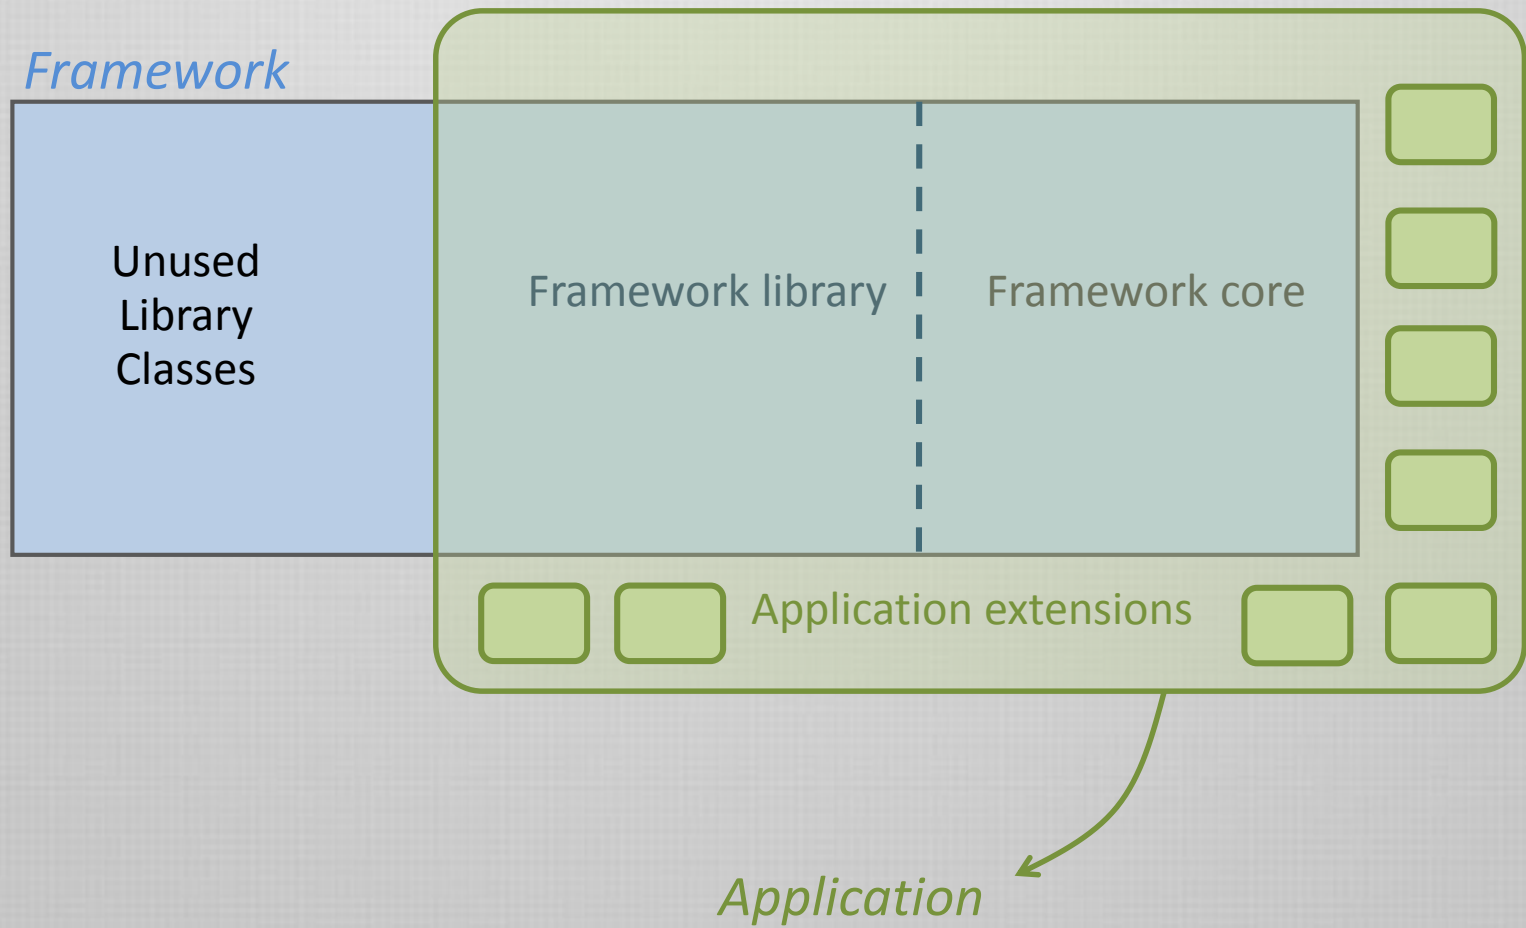 Framework
Unused
Library
Classes
Framework library
Framework core
Application extensions
Application